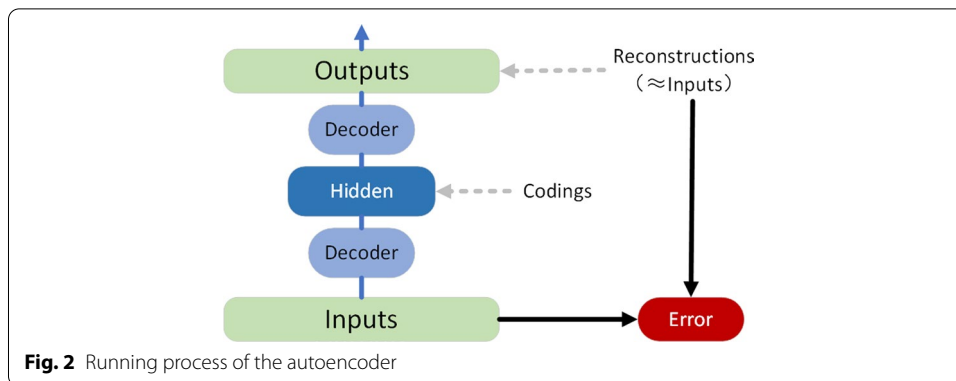 Outputs
Reconstructions
（≈Inputs）
Decoder
Hidden
Codings
Decoder
Inputs
Error
Fig. 2 Running process of the autoencoder